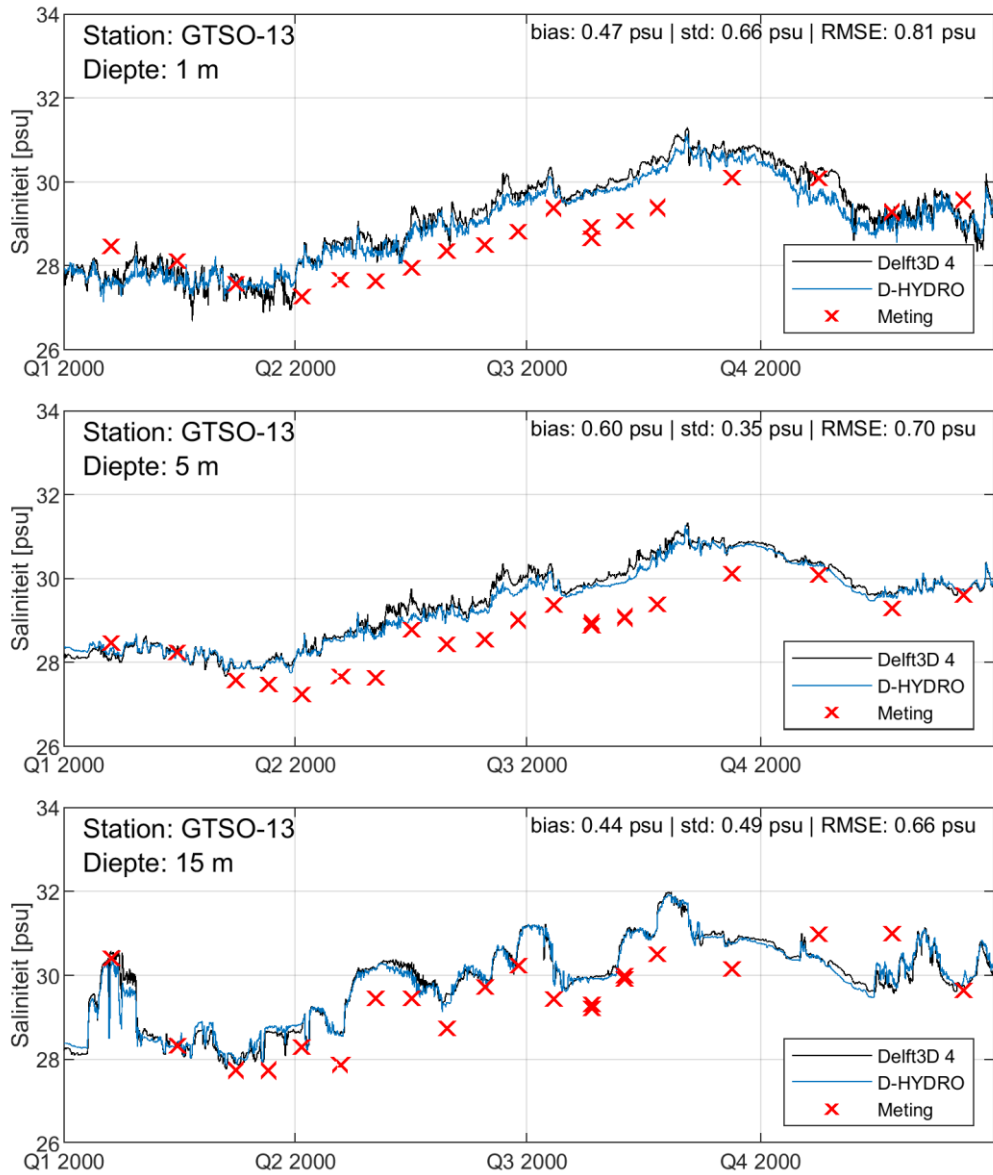 34
Station: GTSO-13
bias: 0.47 psu | std: 0.66 psu | RMSE: 0.81 psu
Diepte: 1 m
32
Saliniteit [psu]
30
28
Delft3D 4
D-HYDRO
Meting
26
Q1 2000
Q2 2000
Q3 2000
Q4 2000
34
Station: GTSO-13
bias: 0.60 psu | std: 0.35 psu | RMSE: 0.70 psu
Diepte: 5 m
32
Saliniteit [psu]
30
28
Delft3D 4
D-HYDRO
Meting
26
Q1 2000
Q2 2000
Q3 2000
Q4 2000
34
Station: GTSO-13
bias: 0.44 psu | std: 0.49 psu | RMSE: 0.66 psu
Diepte: 15 m
32
Saliniteit [psu]
30
28
Delft3D 4
D-HYDRO
Meting
26
Q1 2000
Q2 2000
Q3 2000
Q4 2000